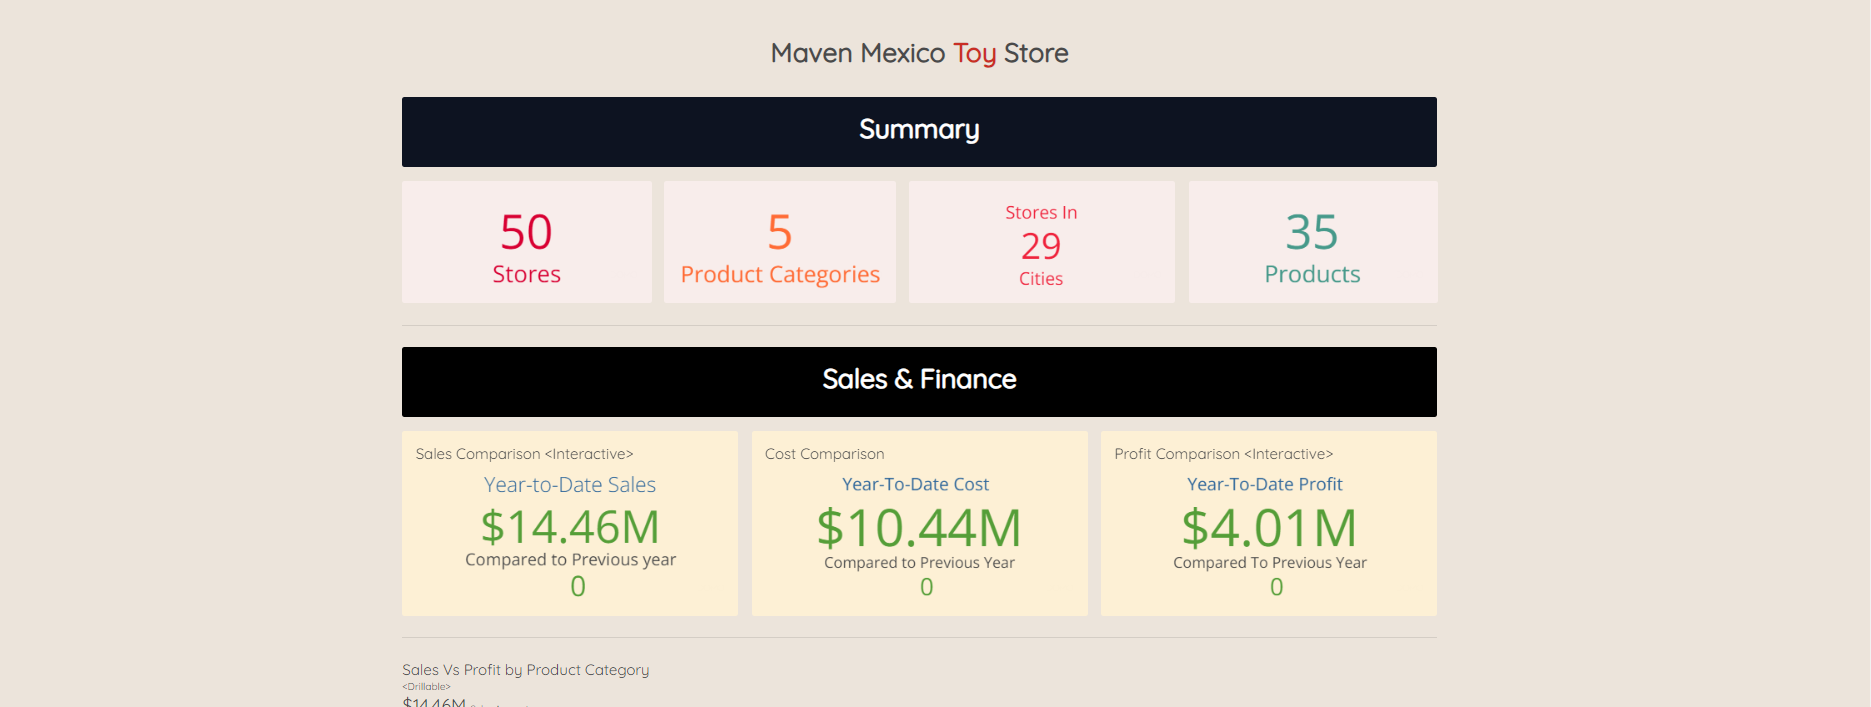 Maven Mexico Toy Store
Summary
50
Stores
5
Product Categories
Stores In
29
Cities
35
Products
Sales & Finance
Sales Comparison <Interactive>
Year-to-Date Sales
$14.46M
Compared to Previous year
0
Cost Comparison
Year-To-Date Cost
$10.44M
Compared to Previous Year
0
Profit Comparison <Interactive>
Year-To-Date Profit
$4.01M
Compared To Previous Year
0
Sales Vs Profit by Product Category
<Drillable>
$14.46M